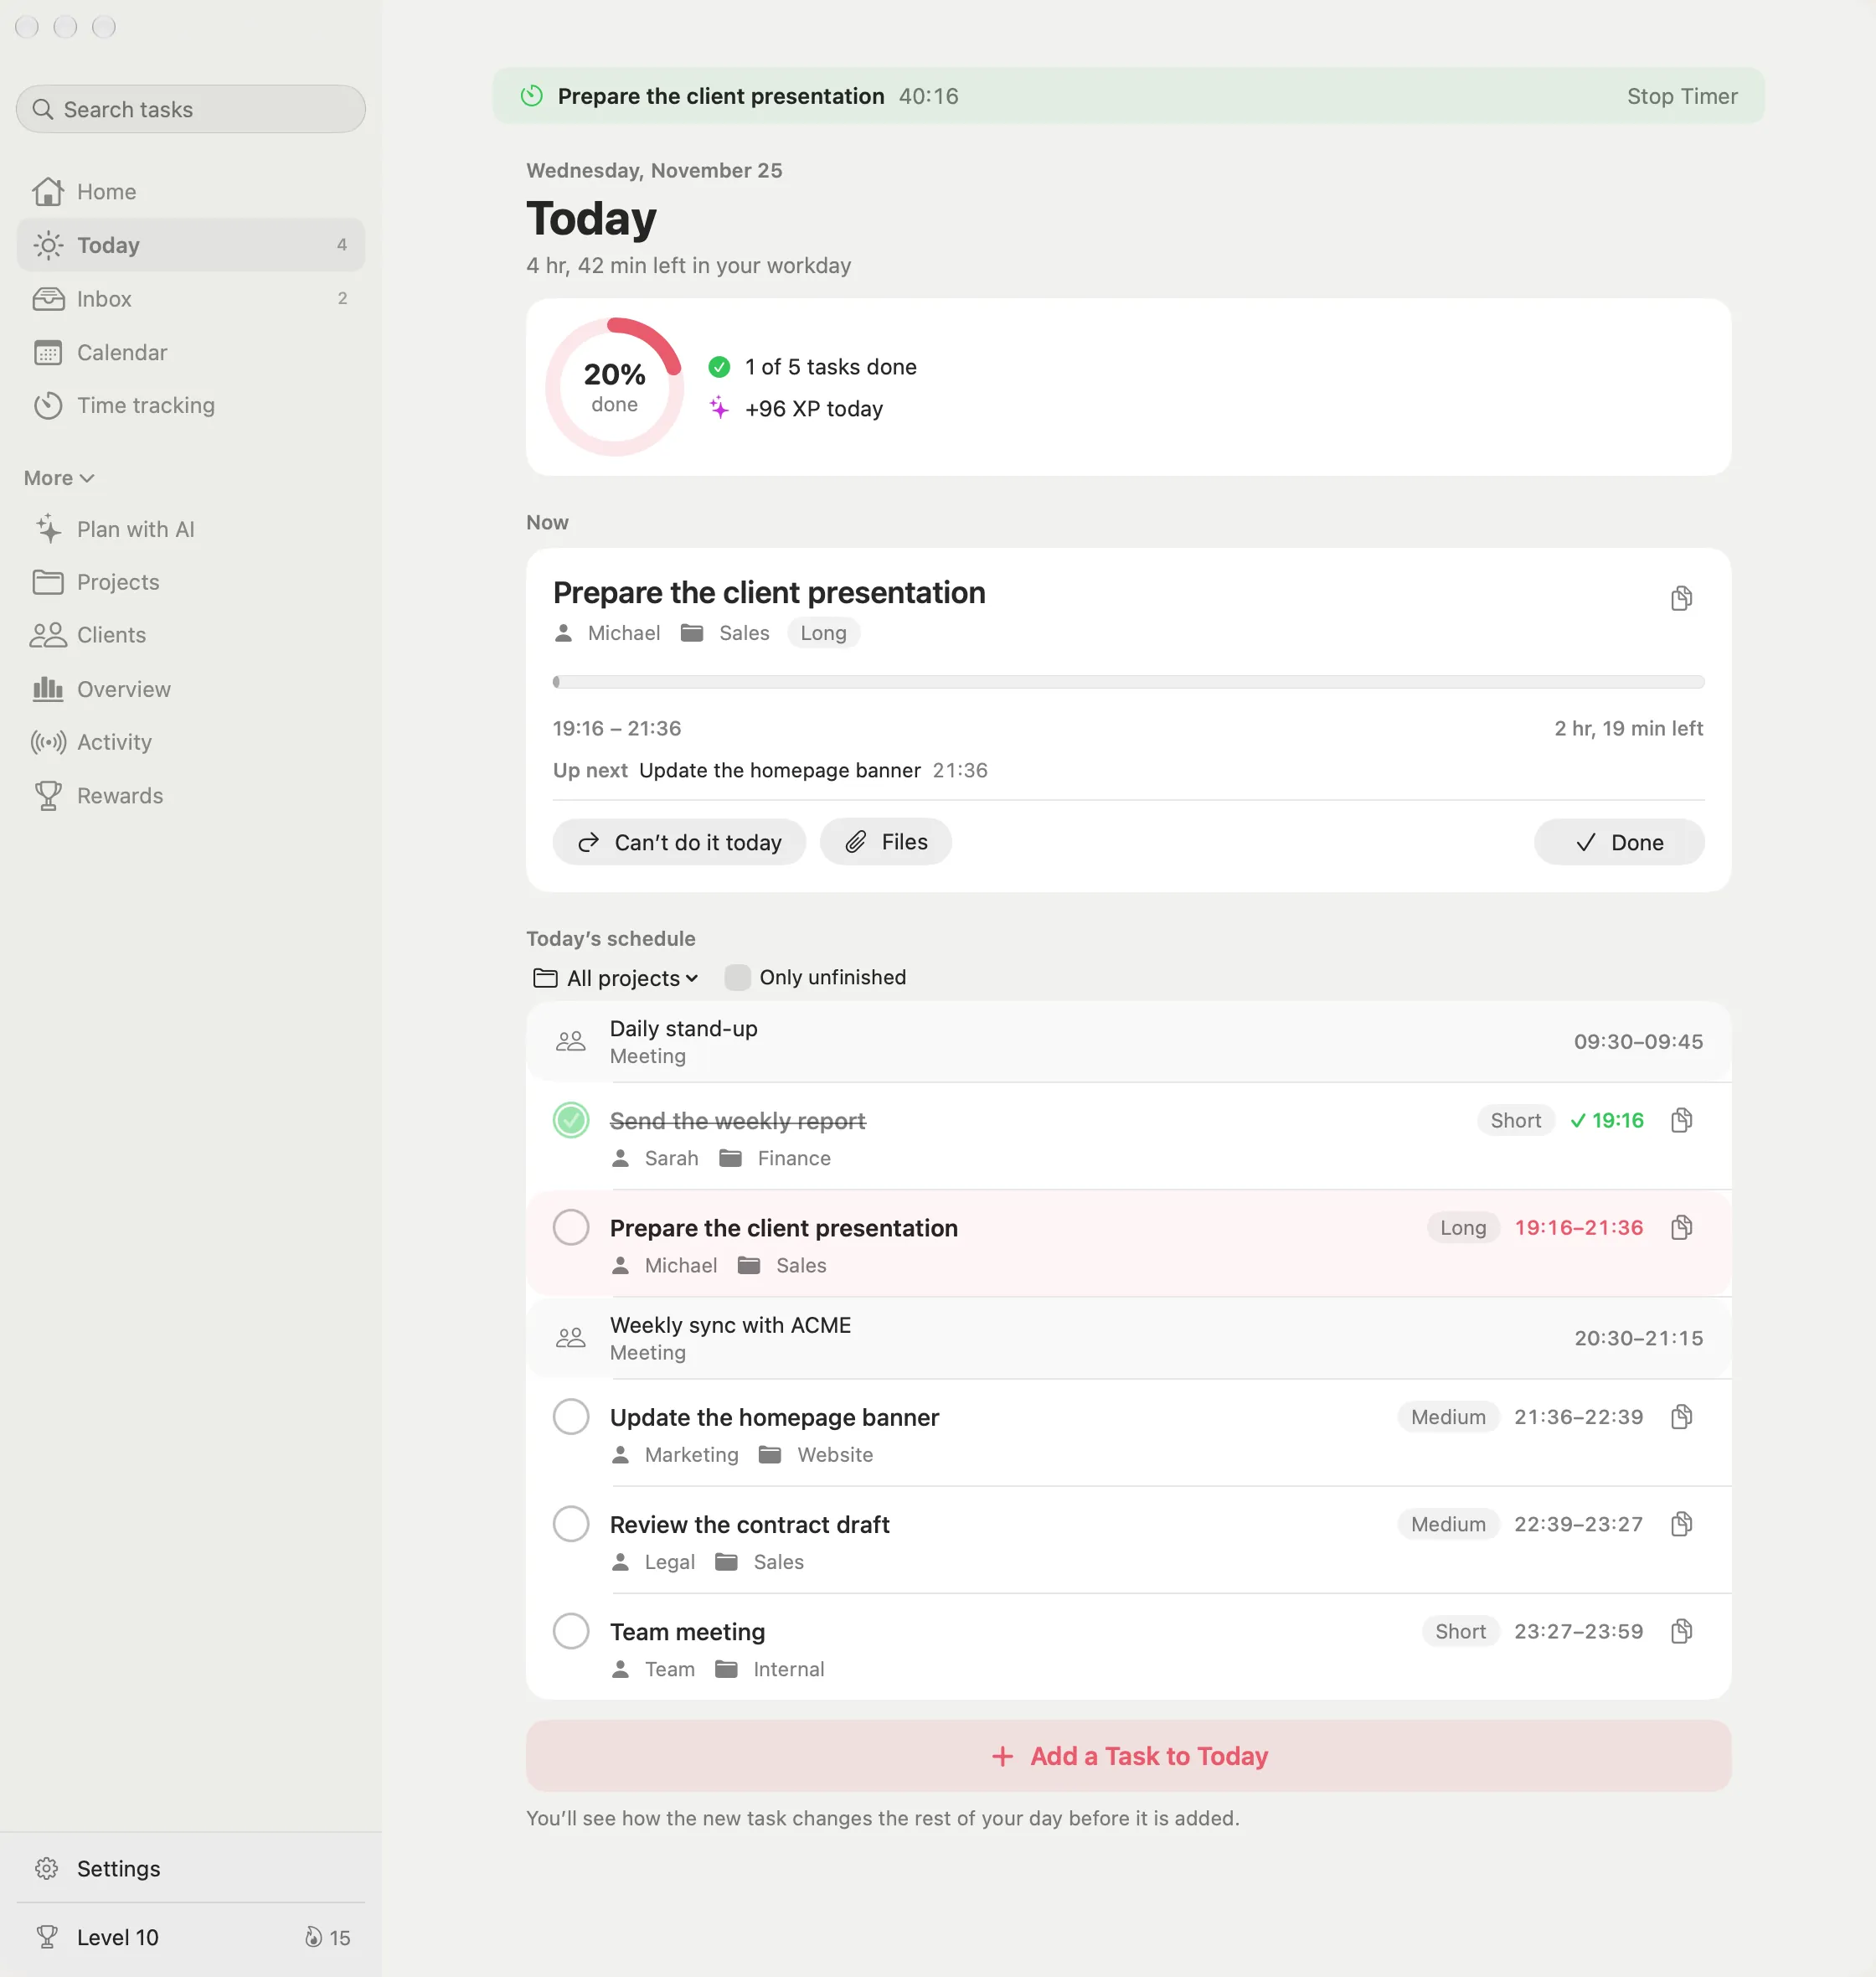 Search tasks
Home
Today 4
Inbox 2
Calendar
Time tracking
More
Plan with AI
Projects
Clients
Overview
Activity
Rewards
Settings
Level 10 15
Prepare the client presentation 40:16 Stop Timer
Wednesday, November 25
Today
4 hr, 42 min left in your workday
20%
done
1 of 5 tasks done
+96 XP today
Now
Prepare the client presentation
Michael Sales Long
19:16 – 21:36 2 hr, 19 min left
Up next Update the homepage banner 21:36
Can’t do it today Files Done
Today’s schedule
All projects Only unfinished
Daily stand-up
Meeting
09:30–09:45
Send the weekly report Short 19:16
Sarah Finance
Prepare the client presentation Long 19:16–21:36
Michael Sales
Weekly sync with ACME
Meeting
20:30–21:15
Update the homepage banner Medium 21:36–22:39
Marketing Website
Review the contract draft Medium 22:39–23:27
Legal Sales
Team meeting Short 23:27–23:59
Team Internal
+ Add a Task to Today
You’ll see how the new task changes the rest of your day before it is added.